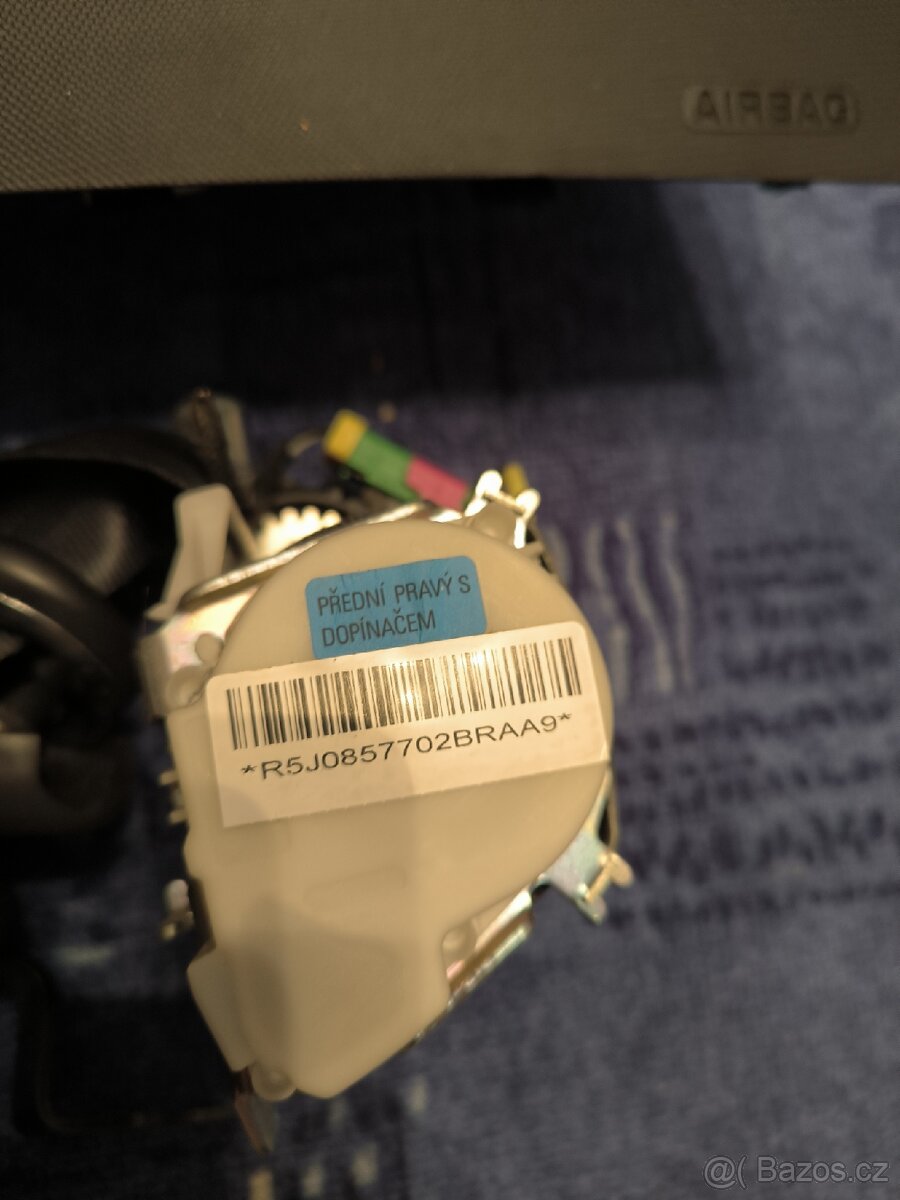 AIRBAG
PŘEDNÍ PRAVÝ S
DOPÍNAČEM
*R5J0857702BRAA9*
@( Bazos.cz